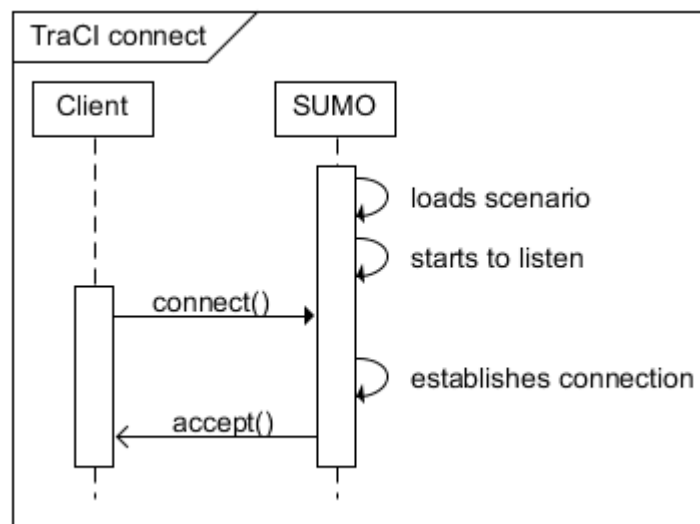 TraCI connect
Client
SUMO
loads scenario
starts to listen
connect()
establishes connection
accept()